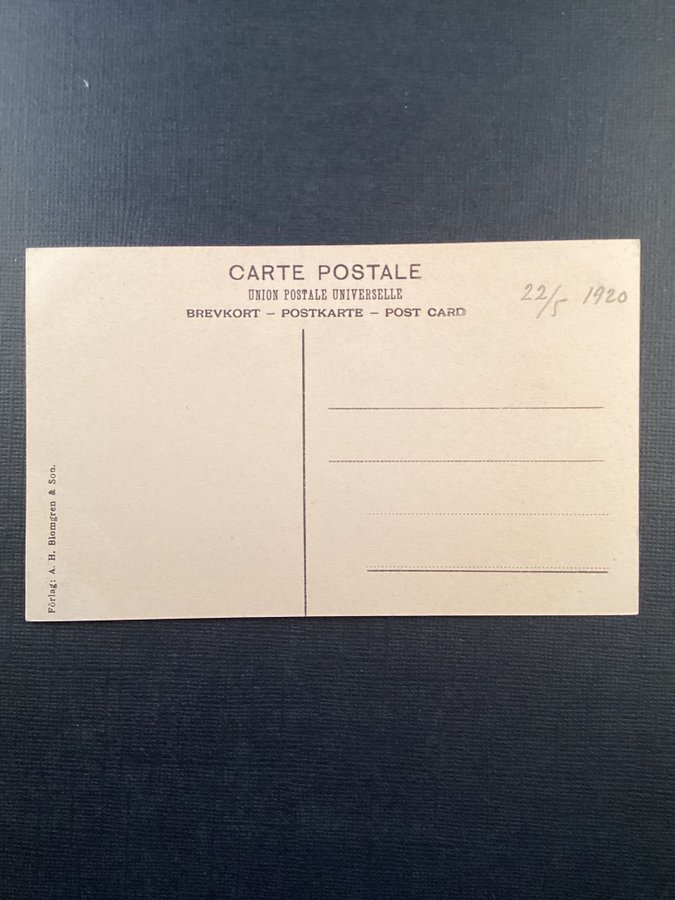 CARTE POSTALE
UNION POSTALE UNIVERSELLE
BREVKORT – POSTKARTE – POST CARD
22/5 1920
Förlag: A. H. Blomgren & Son.